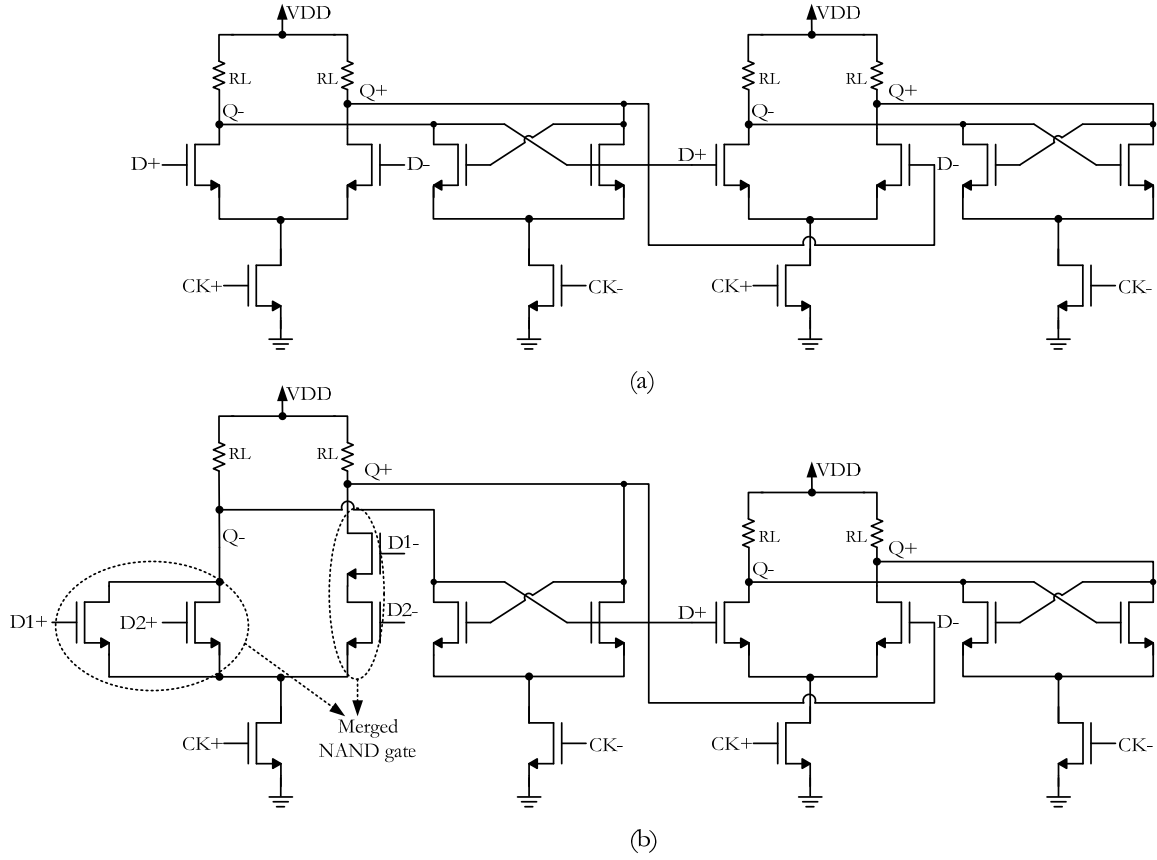 VDD
VDD
RL
RL
RL
RL
Q+
Q+
Q-
Q-
D+
D-
D+
D-
CK+
CK-
CK+
CK-
(a)
VDD
RL
RL
Q+
VDD
Q-
D1-
RL
RL
Q+
Q-
D1+
D2+
D2-
D+
D-
Merged
NAND gate
CK+
CK-
CK+
CK-
(b)